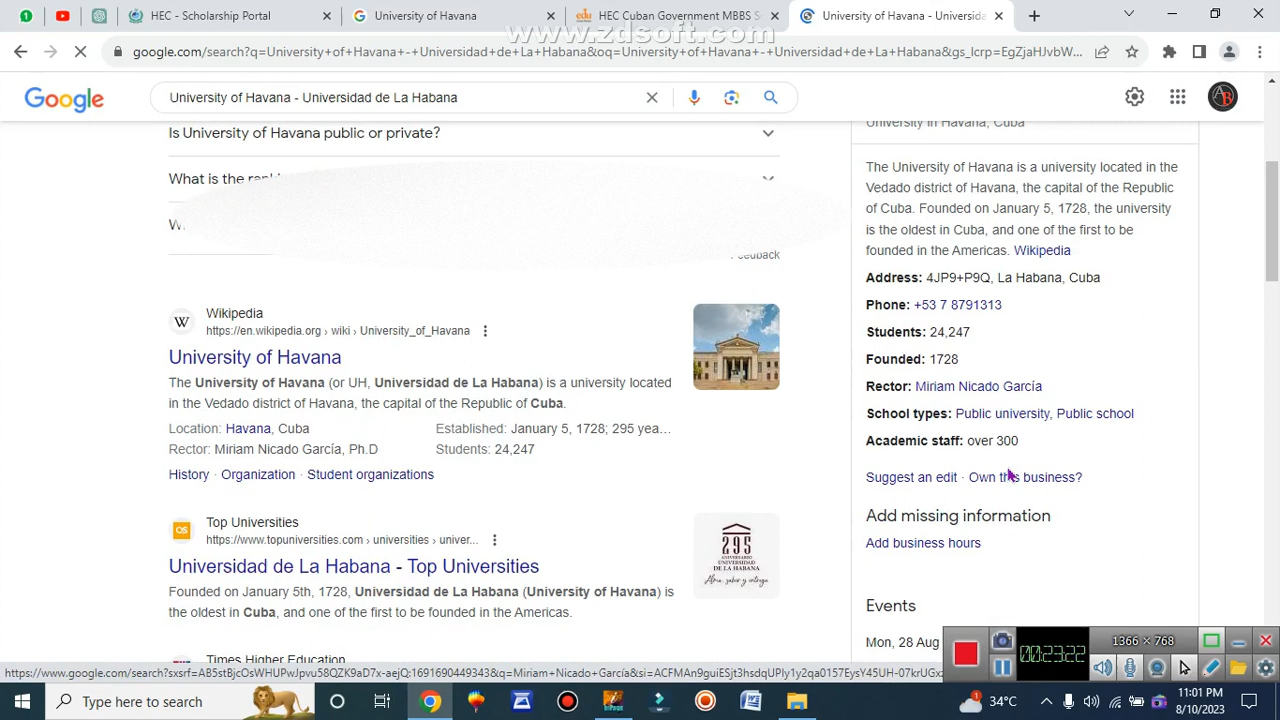 HEC - Scholarship Portal
University of Havana
HEC Cuban Government MBBS S
University of Havana - Universida
www.zdsoft.com
google.com/search?q=University+of+Havana+-+Universidad+de+La+Habana&oq=University+of+Havana+-+Universidad+de+La+Habana&gs_lcrp=EgZjaHJvbW...
Google
University of Havana - Universidad de La Habana
Is University of Havana public or private?
What is the
W
Feedback
Wikipedia
https://en.wikipedia.org › wiki › University_of_Havana
University of Havana
The University of Havana (or UH, Universidad de La Habana) is a university located
in the Vedado district of Havana, the capital of the Republic of Cuba.
Location: Havana, Cuba
Established: January 5, 1728; 295 yea...
Rector: Miriam Nicado García, Ph.D
Students: 24,247
History · Organization · Student organizations
Top Universities
https://www.topuniversities.com › universities › univer...
Universidad de La Habana - Top Universities
Founded on January 5th, 1728, Universidad de La Habana (University of Havana) is
the oldest in Cuba, and one of the first to be founded in the Americas.
295
ANIVERSARIO
UNIVERSIDAD
DE LA HABANA
Times Higher Education
University in Havana, Cuba
The University of Havana is a university located in the
Vedado district of Havana, the capital of the Republic
of Cuba. Founded on January 5, 1728, the university
is the oldest in Cuba, and one of the first to be
founded in the Americas. Wikipedia
Address: 4JP9+P9Q, La Habana, Cuba
Phone: +53 7 8791313
Students: 24,247
Founded: 1728
Rector: Miriam Nicado García
School types: Public university, Public school
Academic staff: over 300
Suggest an edit · Own this business?
Add missing information
Add business hours
Events
Mon, 28 Aug
1366 × 768
00:23:22
Type here to search
34°C
11:01 PM
8/10/2023